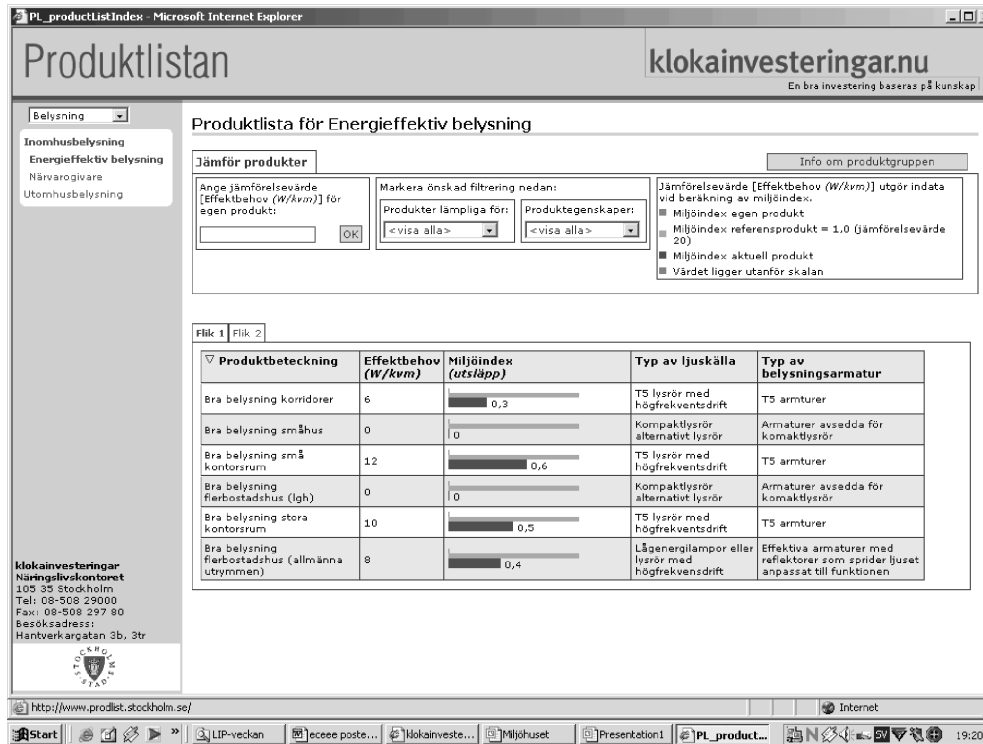 PL_productListIndex - Microsoft Internet Explorer
Produktlistan
klokainvesteringar.nu
En bra investering baseras på kunskap
Belysning
Inomhusbelysning
Energieffektiv belysning
Närvarogivare
Utomhusbelysning
Produktlista för Energieffektiv belysning
Jämför produkter
Info om produktgruppen
Ange jämförelsevärde
[Effektbehov (W/kvm)] för
egen produkt:
OK
Markera önskad filtrering nedan:
Produkter lämpliga för:
<visa alla>
Produktegenskaper:
<visa alla>
Jämförelsevärde [Effektbehov (W/kvm)] utgör indata
vid beräkning av miljöindex.
Miljöindex egen produkt
Miljöindex referensprodukt = 1,0 (jämförelsevärde
20)
Miljöindex aktuell produkt
Värdet ligger utanför skalan
Flik 1 Flik 2
Produktbeteckning
Effektbehov
(W/kvm)
Miljöindex
(utsläpp)
Typ av ljuskälla
Typ av
belysningsarmatur
Bra belysning korridorer
6
0,3
T5 lysrör med
högfrekventsdrift
T5 armturer
Bra belysning småhus
0
0
Kompaktlysrör
alternativt lysrör
Armaturer avsedda för
komaktlysrör
Bra belysning små
kontorsrum
12
0,6
T5 lysrör med
högfrekventsdrift
T5 armturer
Bra belysning
flerbostadshus (lgh)
0
0
Kompaktlysrör
alternativt lysrör
Armaturer avsedda för
komaktlysrör
Bra belysning stora
kontorsrum
10
0,5
T5 lysrör med
högfrekventsdrift
T5 armturer
Bra belysning
flerbostadshus (allmänna
utrymmen)
8
0,4
Lågenergilampor eller
lysrör med
högfrekvensdrift
Effektiva armaturer med
reflektorer som sprider ljuset
anpassat till funktionen
klokainvesteringar
Näringslivskontoret
105 35 Stockholm
Tel: 08-508 29000
Fax: 08-508 297 80
Besöksadress:
Hantverkargatan 3b, 3tr
STOCKHOLMS
STAD
http://www.prodlist.stockholm.se/
Internet
Start
»
LIP-veckan
eceee poste...
klokainveste...
Miljöhuset
Presentation1
PL_product...
SV
19:20